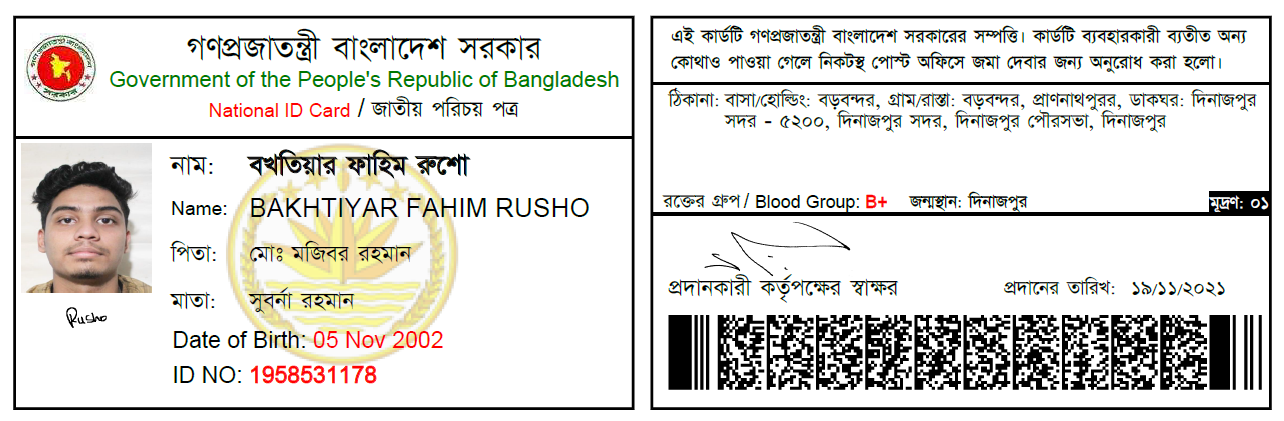 গণপ্রজাতন্ত্রী বাংলাদেশ সরকার
Government of the People's Republic of Bangladesh
National ID Card / জাতীয় পরিচয় পত্র
নাম: বখতিয়ার ফাহিম রুশো
Name: BAKHTIYAR FAHIM RUSHO
পিতা: মোঃ মজিবর রহমান
মাতা: সুবর্না রহমান
Rusho
Date of Birth: 05 Nov 2002
ID NO: 1958531178
এই কার্ডটি গণপ্রজাতন্ত্রী বাংলাদেশ সরকারের সম্পত্তি। কার্ডটি ব্যবহারকারী ব্যতীত অন্য
কোথাও পাওয়া গেলে নিকটস্থ পোস্ট অফিসে জমা দেবার জন্য অনুরোধ করা হলো।
ঠিকানা: বাসা/হোল্ডিং: বড়বন্দর, গ্রাম/রাস্তা: বড়বন্দর, প্রাণনাথপুরর, ডাকঘর: দিনাজপুর
সদর - ৫২০০, দিনাজপুর সদর, দিনাজপুর পৌরসভা, দিনাজপুর
রক্তের গ্রুপ / Blood Group: B+ জন্মস্থান: দিনাজপুর মূদ্রণ: ০১
প্রদানকারী কর্তৃপক্ষের স্বাক্ষর প্রদানের তারিখ: ১৯/১১/২০২১